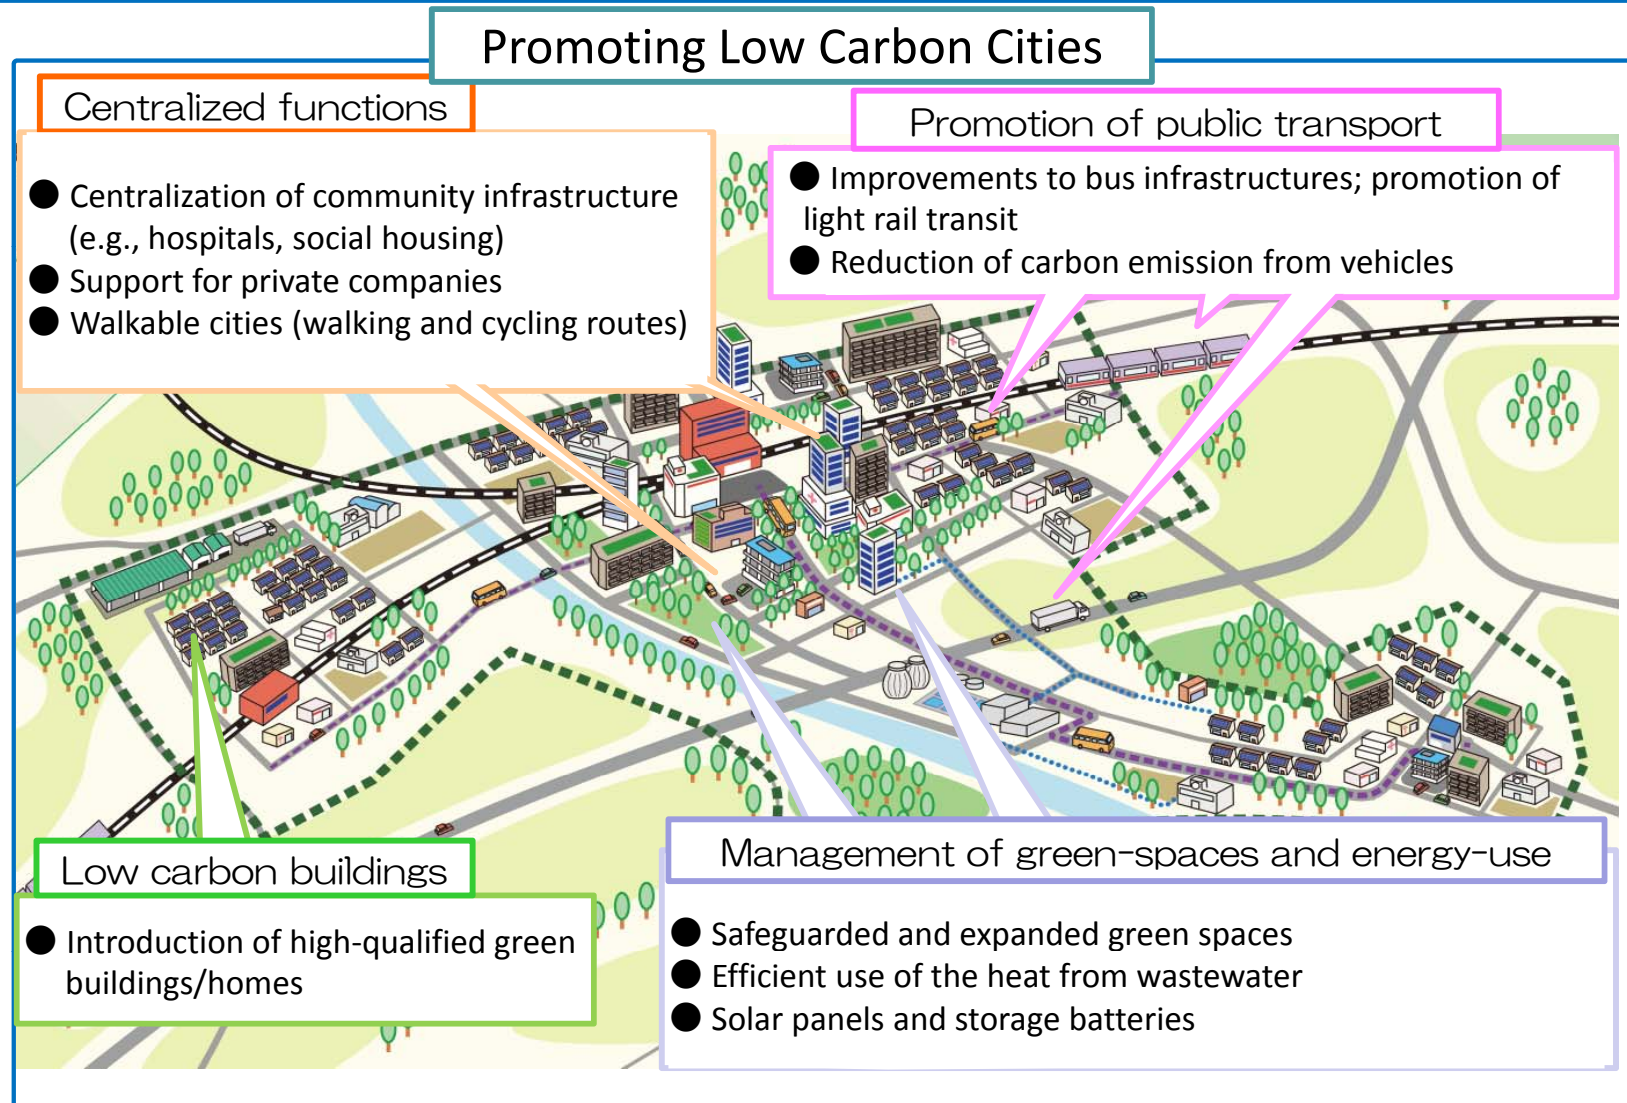 Promoting Low Carbon Cities
Centralized functions
● Centralization of community infrastructure
(e.g., hospitals, social housing)
● Support for private companies
● Walkable cities (walking and cycling routes)
Promotion of public transport
● Improvements to bus infrastructures; promotion of
light rail transit
● Reduction of carbon emission from vehicles
Low carbon buildings
● Introduction of high-qualified green
buildings/homes
Management of green-spaces and energy-use
● Safeguarded and expanded green spaces
● Efficient use of the heat from wastewater
● Solar panels and storage batteries